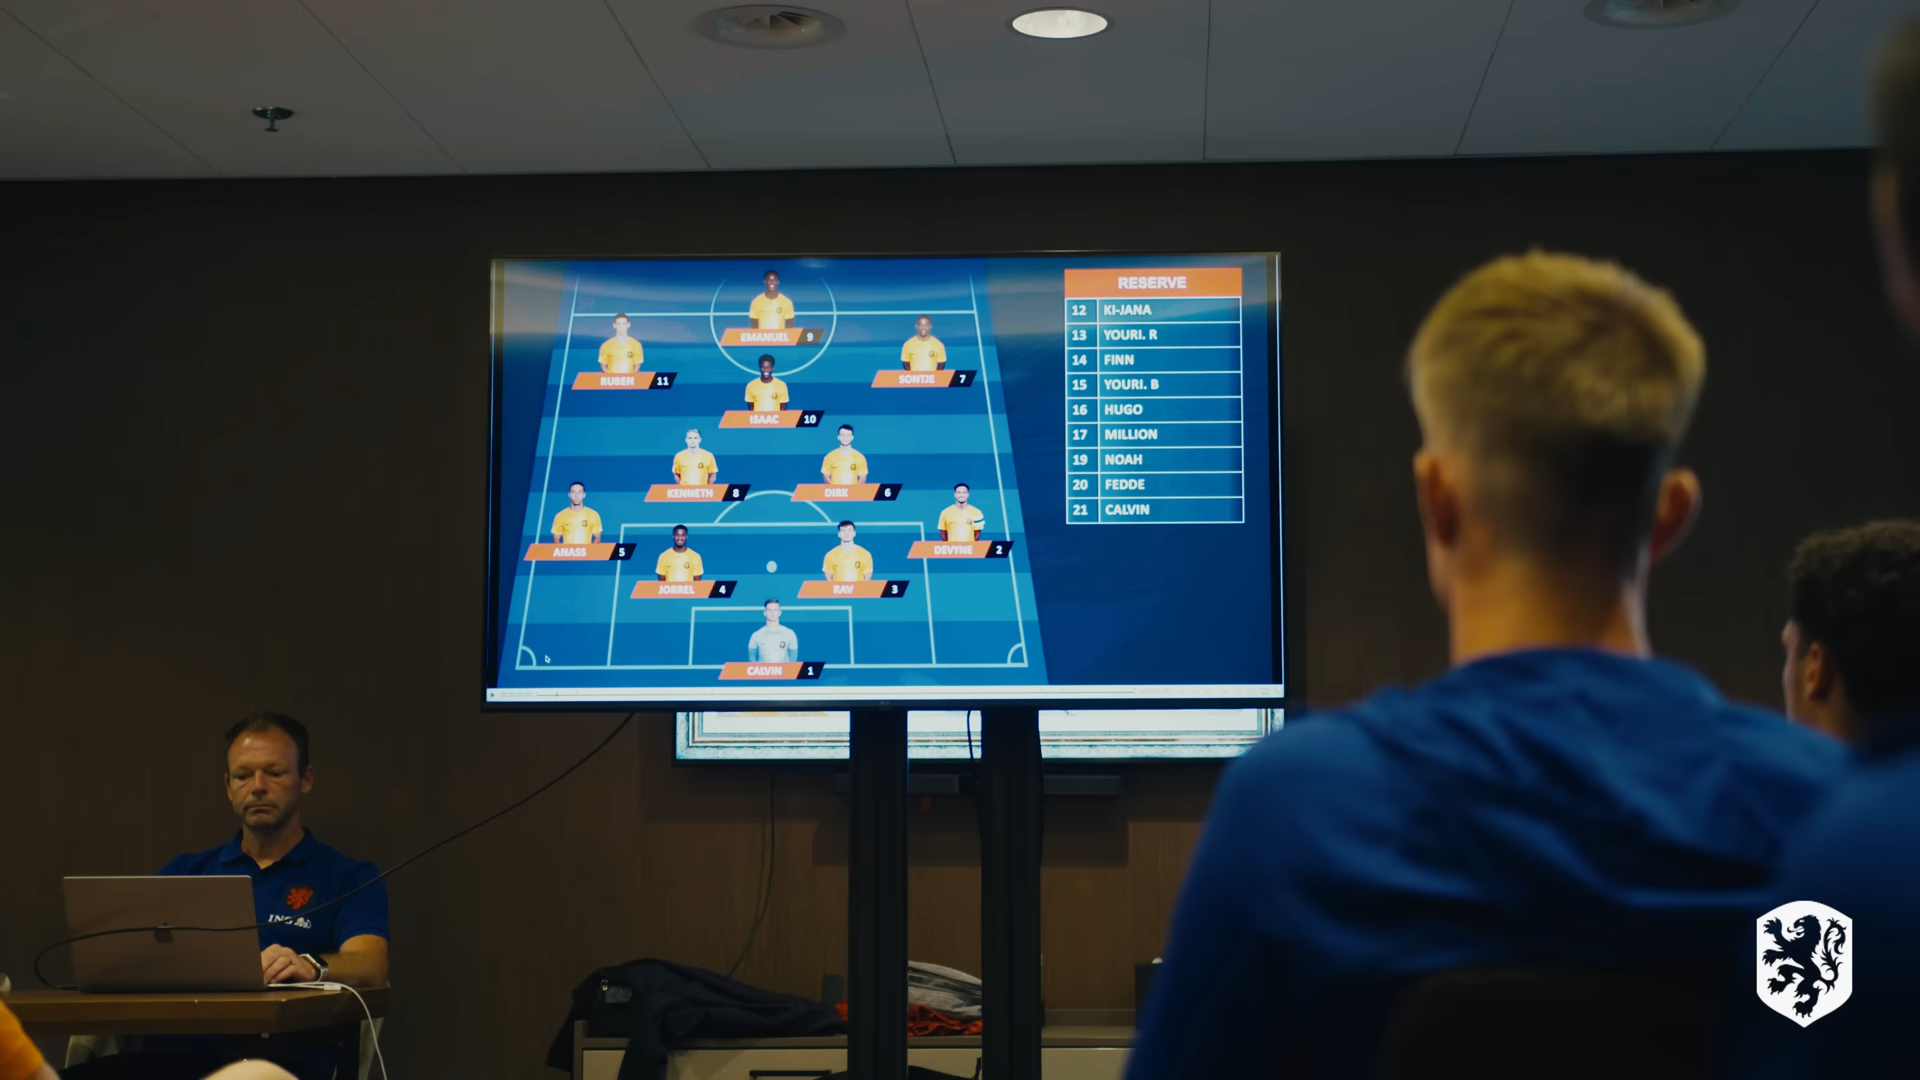 EMANUEL 9
RUBEN 11
SONTJE 7
ISAAC 10
KENNETH 8
DIRK 6
ANASS 5
DEVYNE 2
JORREL 4
RAV 3
CALVIN 1
RESERVE
12 KI-JANA
13 YOURI. R
14 FINN
15 YOURI. B
16 HUGO
17 MILLION
19 NOAH
20 FEDDE
21 CALVIN
ING